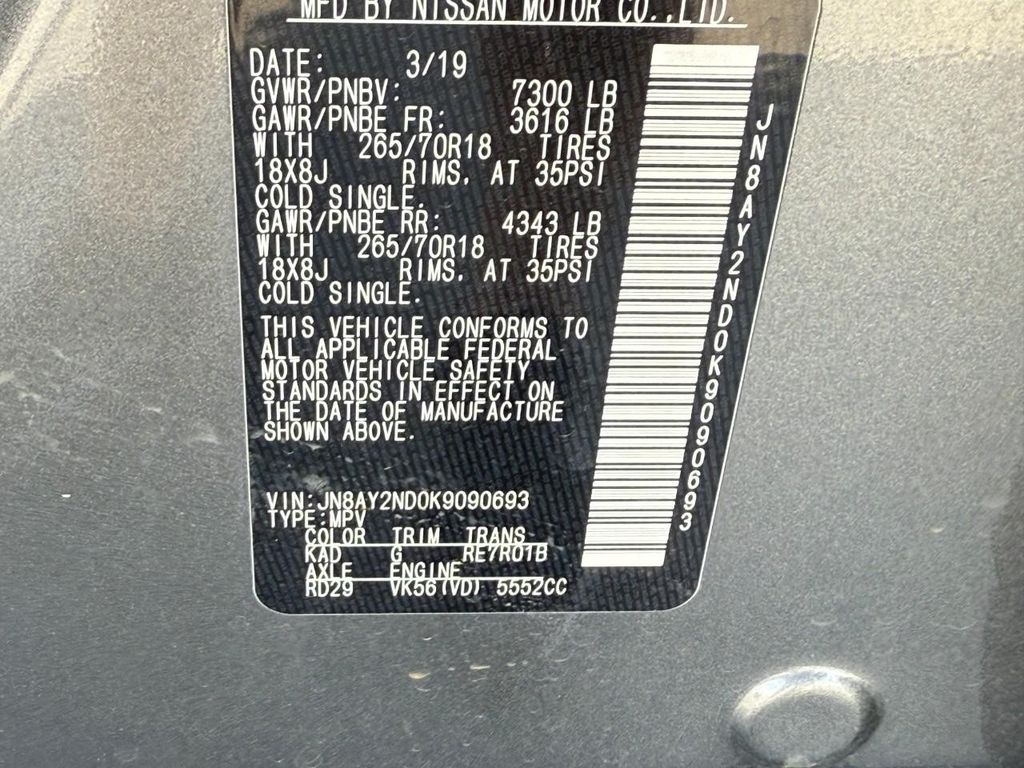 MFD BY NISSAN MOTOR CO.,LTD.
DATE: 3/19
GVWR/PNBV: 7300 LB
GAWR/PNBE FR: 3616 LB
WITH 265/70R18 TIRES
18X8J RIMS, AT 35PSI
COLD SINGLE.
GAWR/PNBE RR: 4343 LB
WITH 265/70R18 TIRES
18X8J RIMS, AT 35PSI
COLD SINGLE.
THIS VEHICLE CONFORMS TO
ALL APPLICABLE FEDERAL
MOTOR VEHICLE SAFETY
STANDARDS IN EFFECT ON
THE DATE OF MANUFACTURE
SHOWN ABOVE.
VIN:JN8AY2ND0K9090693
TYPE:MPV
COLOR TRIM TRANS
KAD G RE7R01B
AXLE ENGINE
RD29 VK56(VD) 5552CC
JN8AY2ND0K9090693